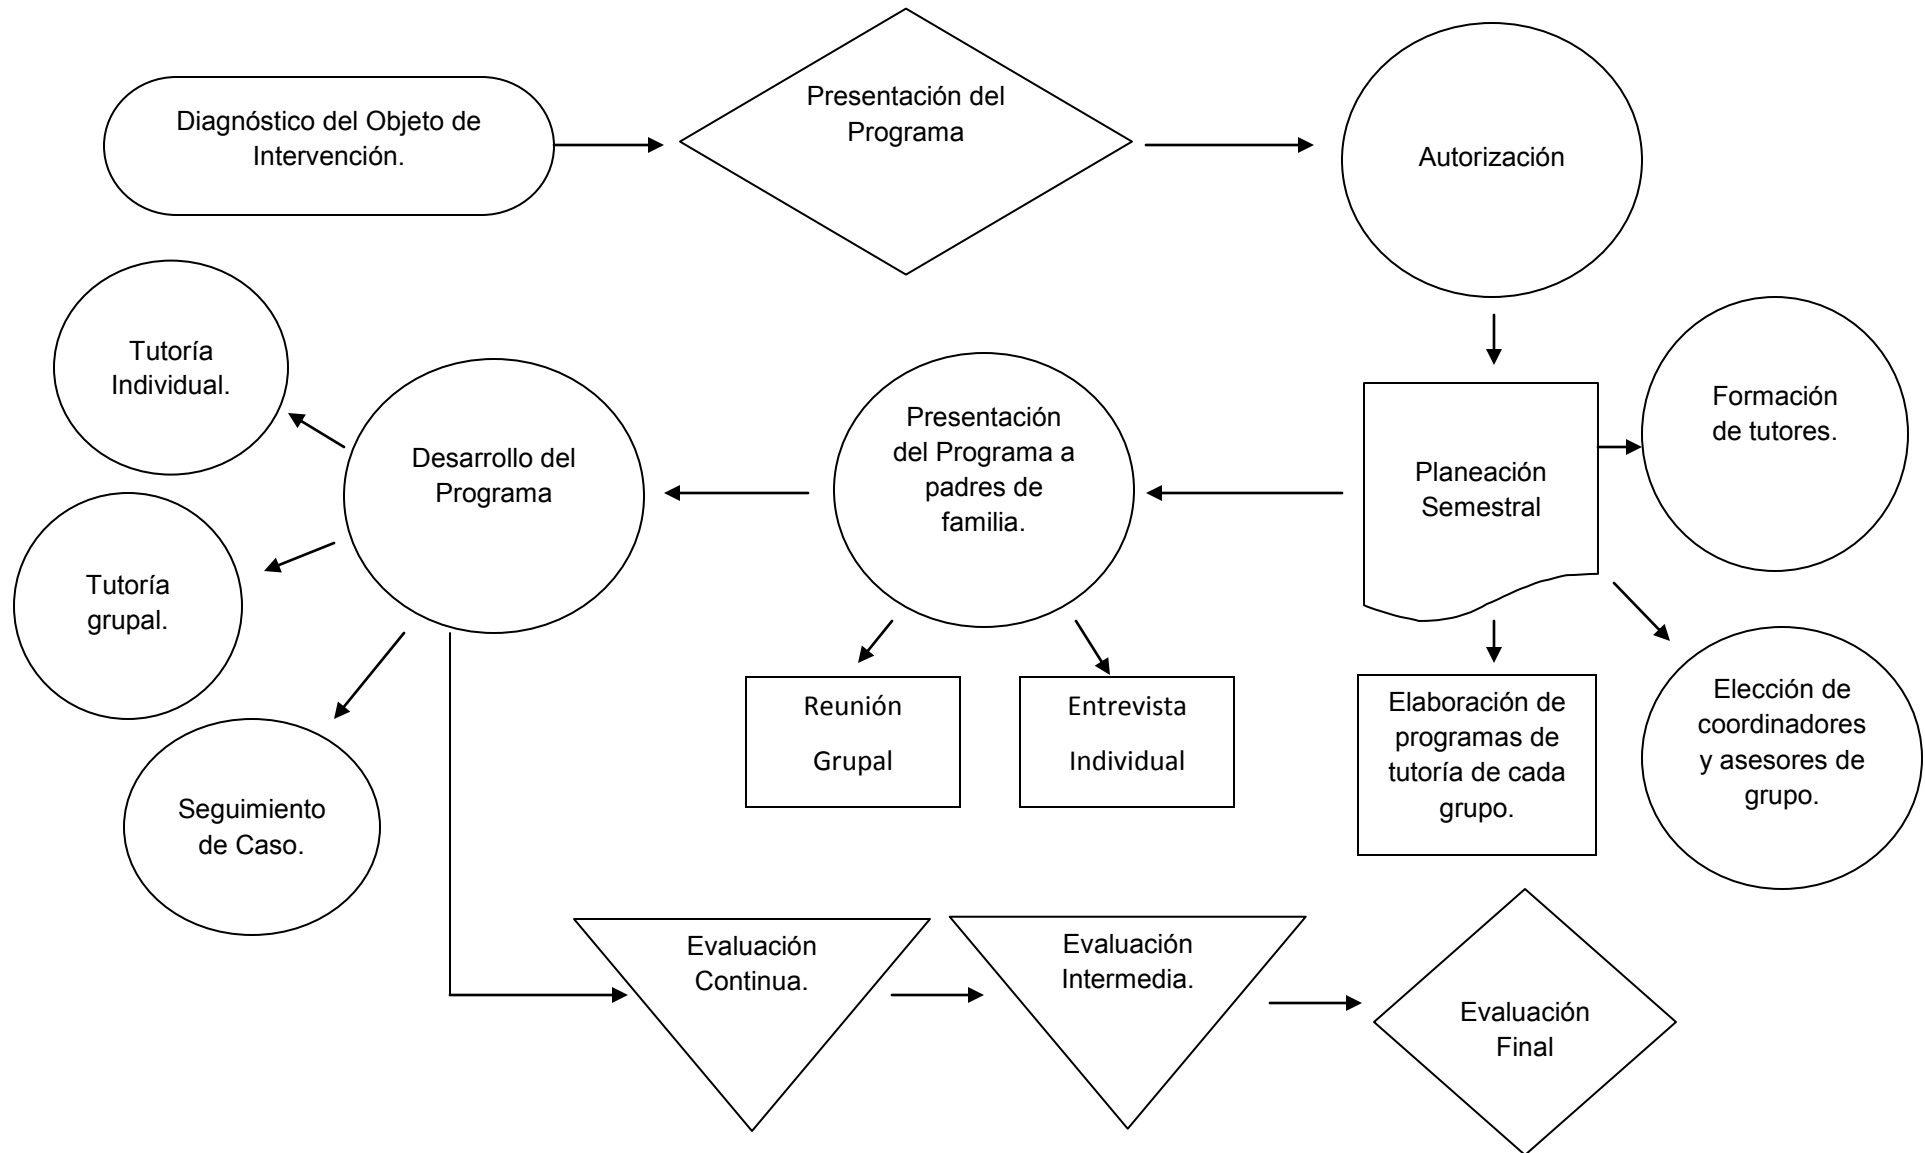 Diagnóstico del Objeto de
Intervención.
Presentación del
Programa
Autorización
Tutoría
Individual.
Desarrollo del
Programa
Presentación
del Programa a
padres de
familia.
Planeación
Semestral
Formación
de tutores.
Tutoría
grupal.
Seguimiento
de Caso.
Reunión
Grupal
Entrevista
Individual
Elaboración de
programas de
tutoría de cada
grupo.
Elección de
coordinadores
y asesores de
grupo.
Evaluación
Continua.
Evaluación
Intermedia.
Evaluación
Final